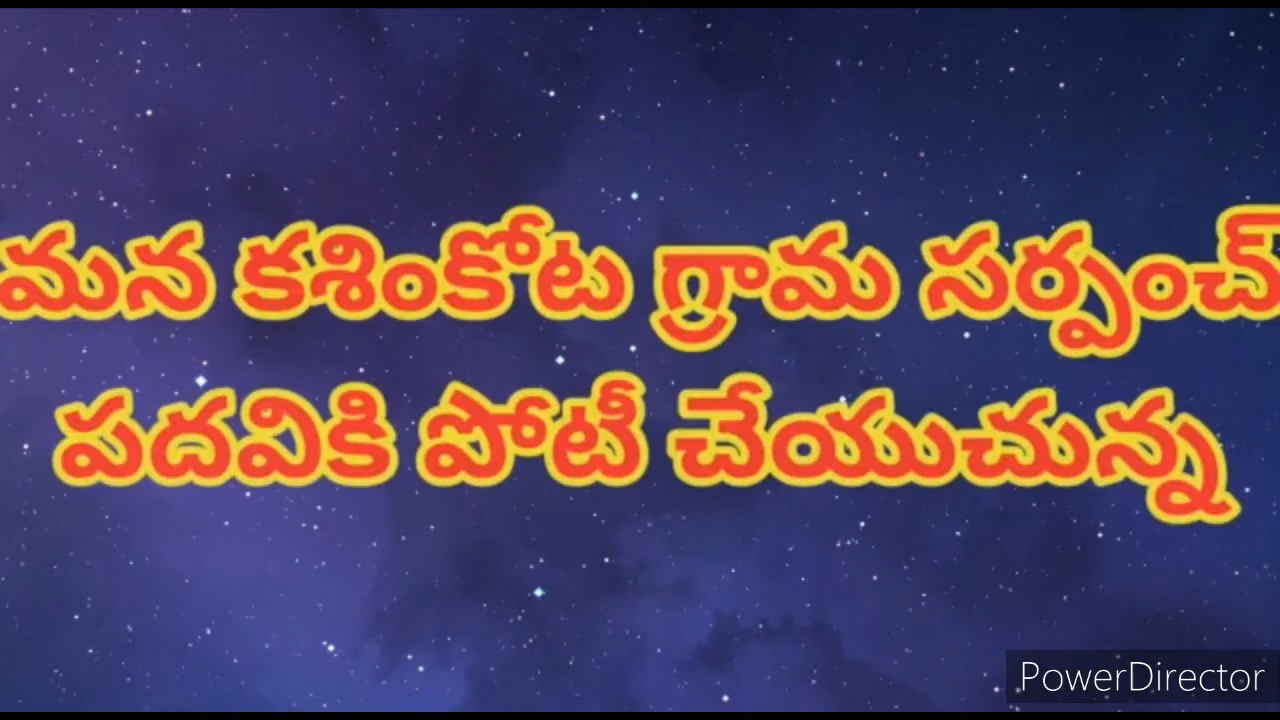 మన కశింకోట గ్రామ సర్పంచ్
పదవికి పోటీ చేయుచున్న
PowerDirector